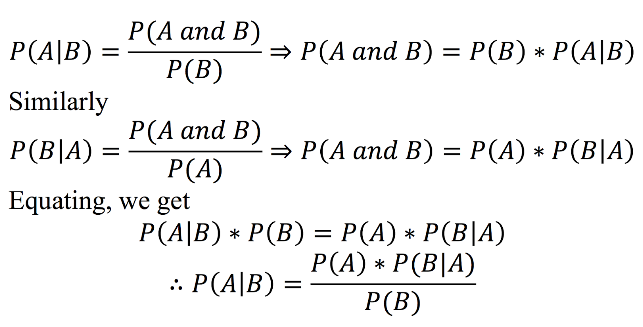 P(A|B) = P(A and B) / P(B) ⇒ P(A and B) = P(B) * P(A|B)
Similarly
P(B|A) = P(A and B) / P(A) ⇒ P(A and B) = P(A) * P(B|A)
Equating, we get
P(A|B) * P(B) = P(A) * P(B|A)
∴ P(A|B) = P(A) * P(B|A) / P(B)